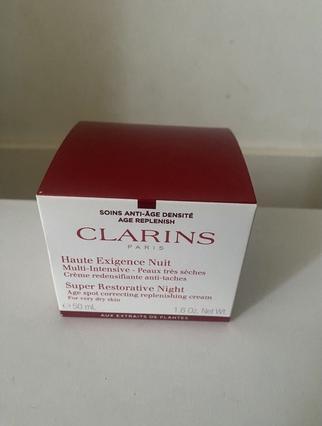 SOINS ANTI-ÂGE DENSITÉ
AGE REPLENISH
CLARINS
PARIS
Haute Exigence Nuit
Multi-Intensive - Peaux très sèches
Crème redensifiante anti-taches
Super Restorative Night
Age spot correcting replenishing cream
For very dry skin
℮ 50 mL 1.6 Oz. Net Wt.
AUX EXTRAITS DE PLANTES